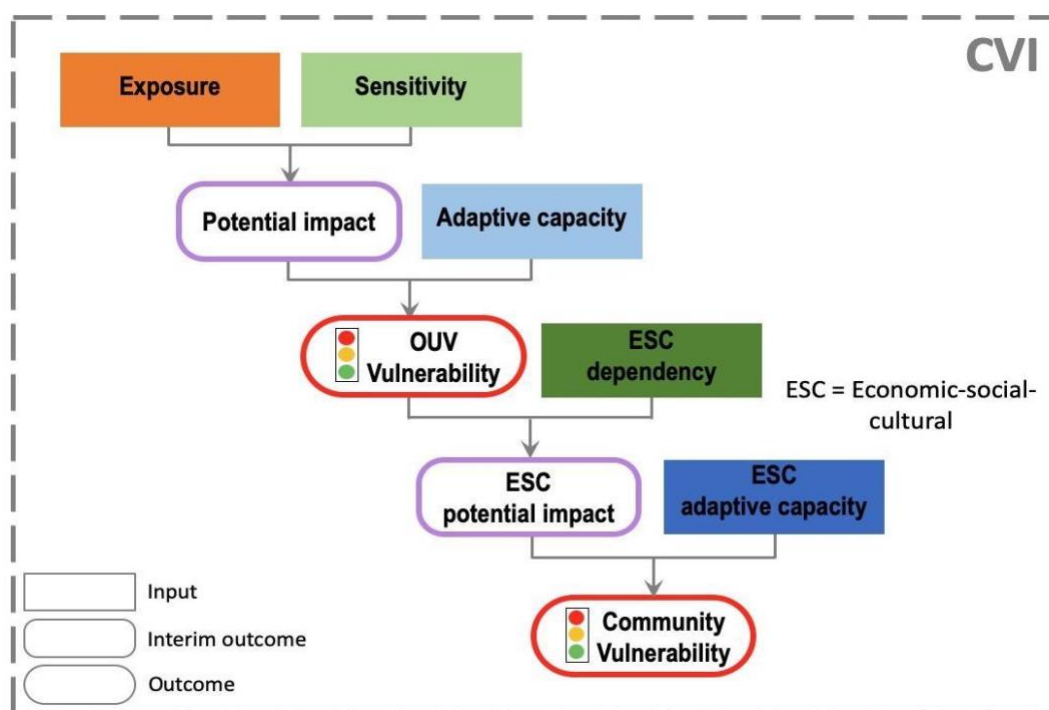 CVI
Exposure
Sensitivity
Potential impact
Adaptive capacity
OUV
Vulnerability
ESC
dependency
ESC = Economic-social-
cultural
ESC
potential impact
ESC
adaptive capacity
Community
Vulnerability
Input
Interim outcome
Outcome